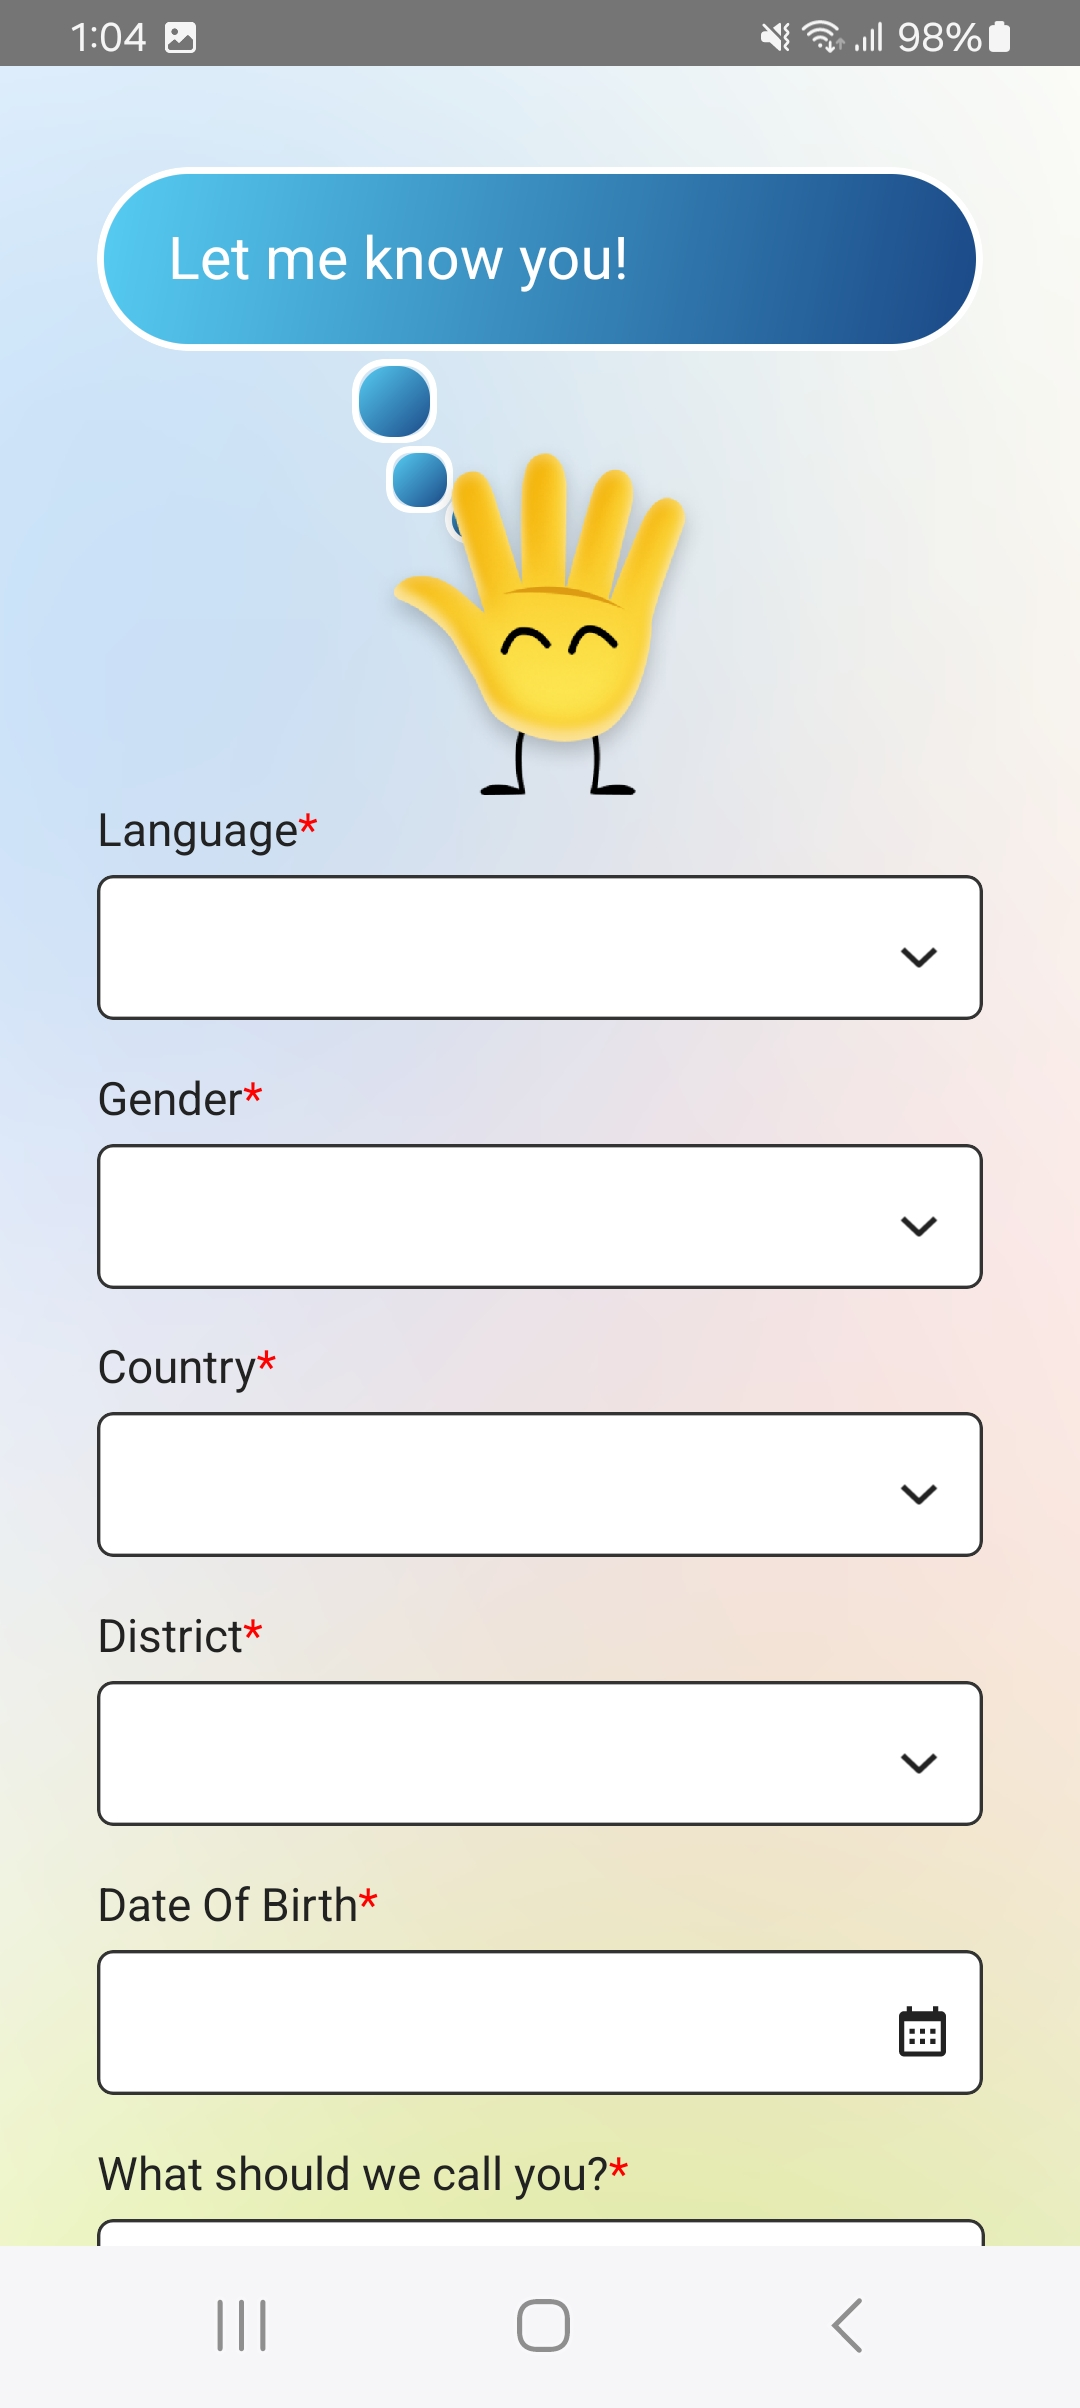 1:04 98%
Let me know you!
Language*
Gender*
Country*
District*
Date Of Birth*
What should we call you?*